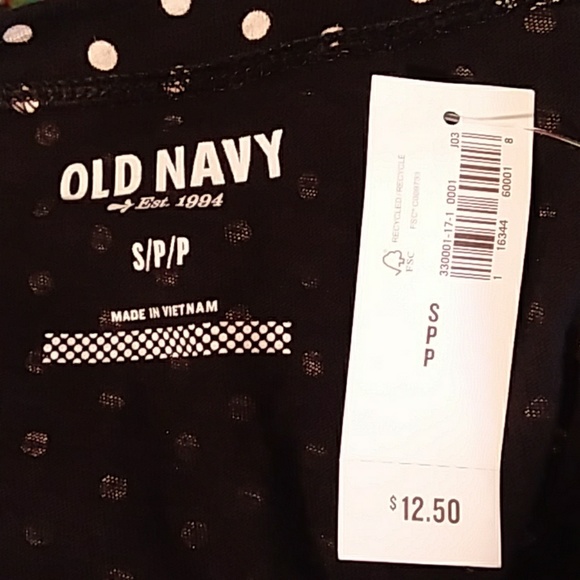 OLD NAVY
Est. 1994
S/P/P
MADE IN VIETNAM
RECYCLED/RECYCLE
FSC
330001-17-1 0001 J03
1 16344 60001 8
S
P
P
$12.50